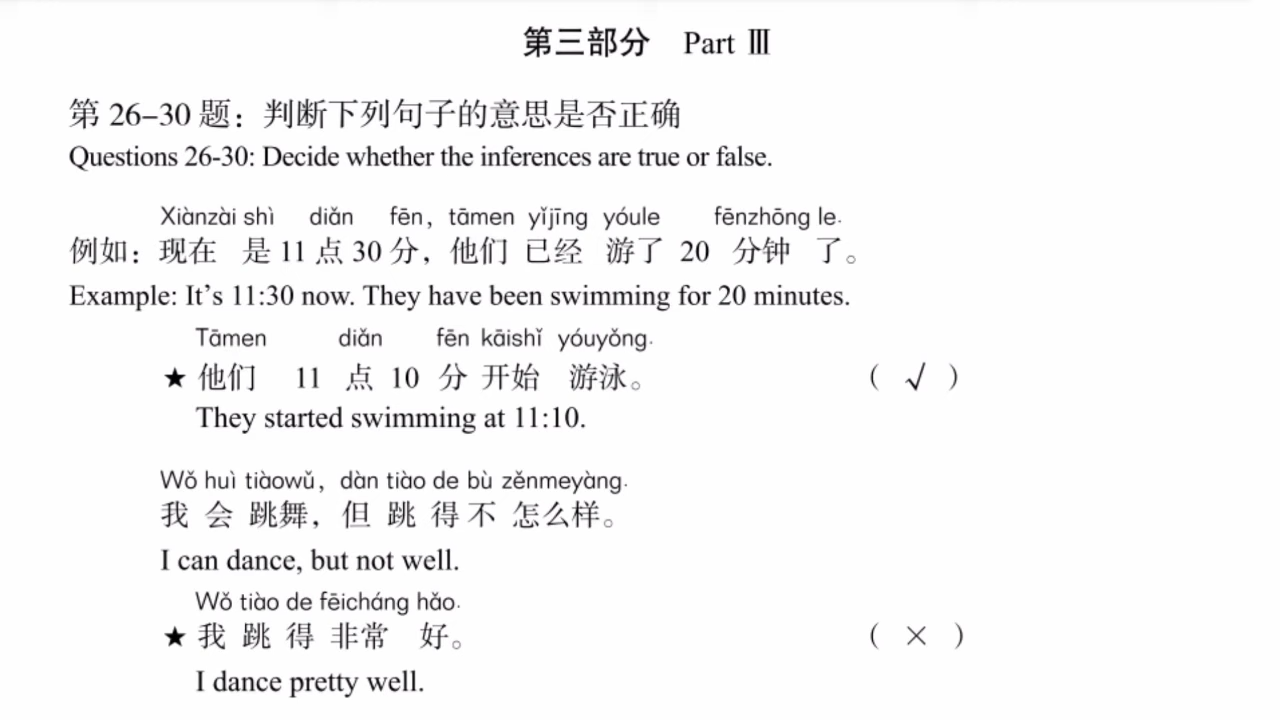 第三部分 Part Ⅲ
第 26–30 题：判断下列句子的意思是否正确
Questions 26-30: Decide whether the inferences are true or false.
Xiànzài shì diǎn fēn, tāmen yǐjīng yóule fēnzhōng le.
例如：现在 是 11 点 30 分，他们 已经 游了 20 分钟 了。
Example: It’s 11:30 now. They have been swimming for 20 minutes.
Tāmen diǎn fēn kāishǐ yóuyǒng.
★ 他们 11 点 10 分 开始 游泳。 （ √ ）
They started swimming at 11:10.
Wǒ huì tiàowǔ, dàn tiào de bù zěnmeyàng.
我 会 跳舞，但 跳 得 不 怎么样。
I can dance, but not well.
Wǒ tiào de fēicháng hǎo.
★ 我 跳 得 非常 好。 （ × ）
I dance pretty well.